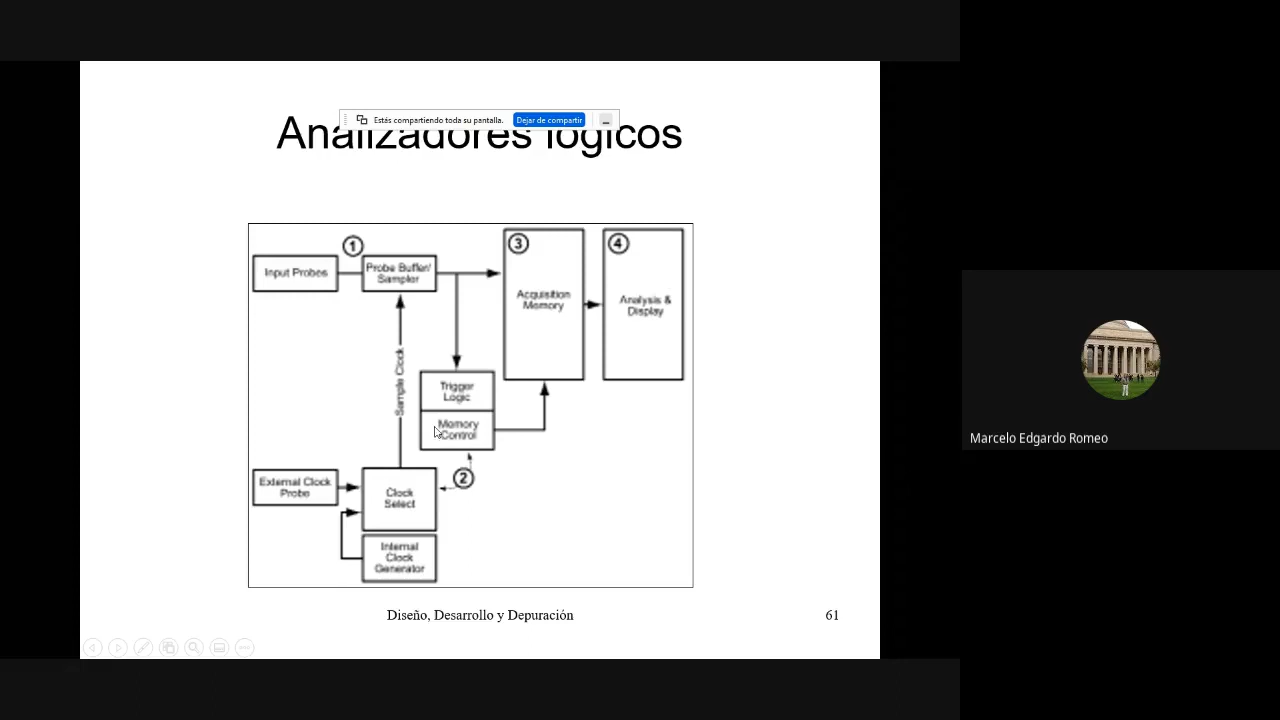 Estás compartiendo toda su pantalla. Dejar de compartir
Analizadores lógicos
1
Input Probes
Probe Buffer/
Sampler
3
Acquisition
Memory
4
Analysis &
Display
Sample Clock
Trigger
Logic
Memory
Control
2
External Clock
Probe
Clock
Select
Internal
Clock
Generator
Diseño, Desarrollo y Depuración
61
Marcelo Edgardo Romeo